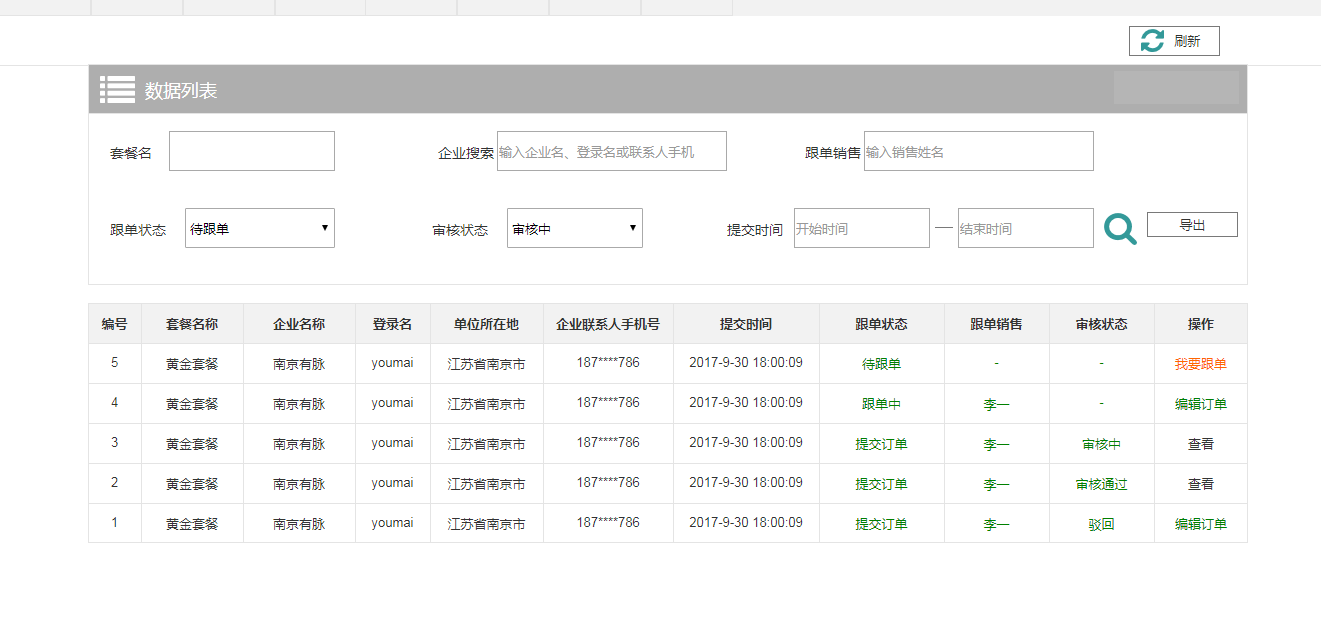 刷新
数据列表
套餐名 企业搜索 输入企业名、登录名或联系人手机 跟单销售 输入销售姓名
跟单状态 待跟单 审核状态 审核中 提交时间 开始时间 — 结束时间 导出
编号 套餐名称 企业名称 登录名 单位所在地 企业联系人手机号 提交时间 跟单状态 跟单销售 审核状态 操作
5 黄金套餐 南京有脉 youmai 江苏省南京市 187****786 2017-9-30 18:00:09 待跟单 - - 我要跟单
4 黄金套餐 南京有脉 youmai 江苏省南京市 187****786 2017-9-30 18:00:09 跟单中 李一 - 编辑订单
3 黄金套餐 南京有脉 youmai 江苏省南京市 187****786 2017-9-30 18:00:09 提交订单 李一 审核中 查看
2 黄金套餐 南京有脉 youmai 江苏省南京市 187****786 2017-9-30 18:00:09 提交订单 李一 审核通过 查看
1 黄金套餐 南京有脉 youmai 江苏省南京市 187****786 2017-9-30 18:00:09 提交订单 李一 驳回 编辑订单